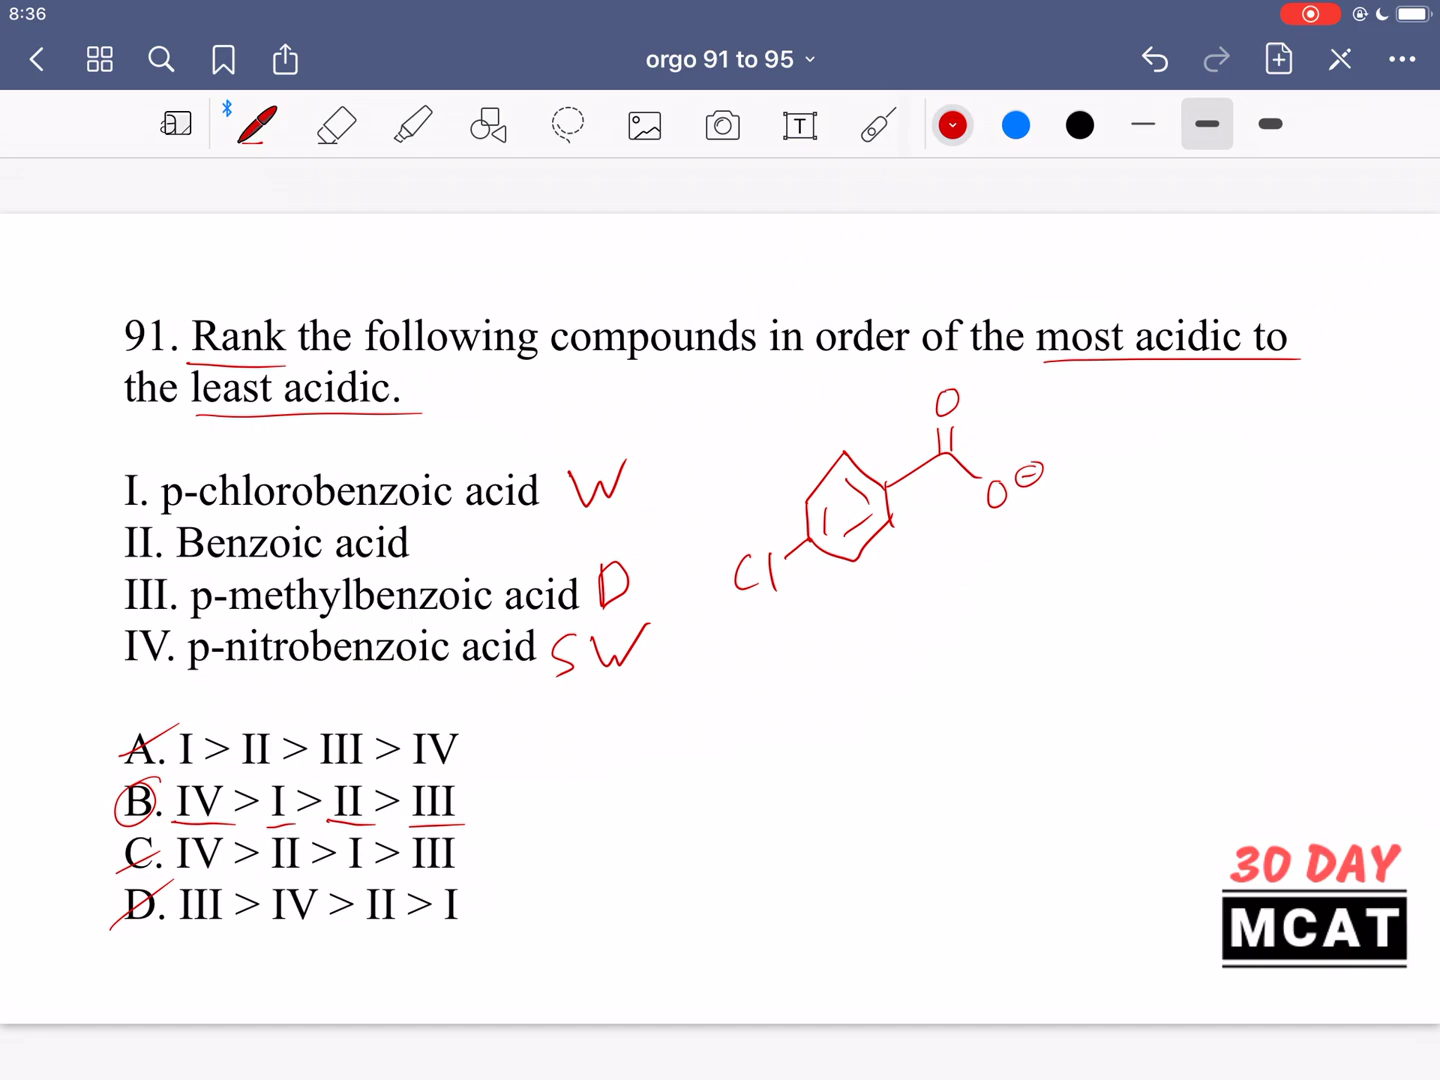 8:36
orgo 91 to 95
T
91. Rank the following compounds in order of the most acidic to
the least acidic.
O
I. p-chlorobenzoic acid W
O ⊖
II. Benzoic acid
Cl
III. p-methylbenzoic acid D
IV. p-nitrobenzoic acid SW
A. I > II > III > IV
B. IV > I > II > III
C. IV > II > I > III
D. III > IV > II > I
30 DAY
MCAT